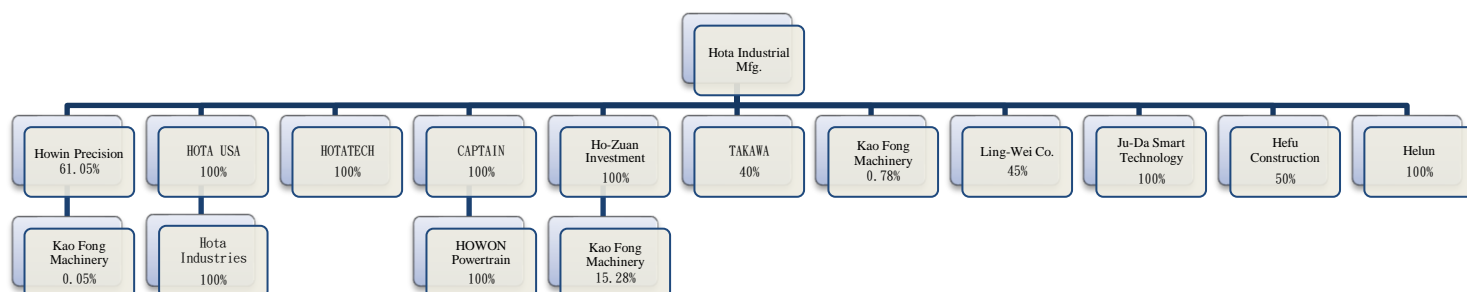 Hota Industrial
Mfg.
Howin Precision
61.05%
HOTA USA
100%
HOTATECH
100%
CAPTAIN
100%
Ho-Zuan
Investment
100%
TAKAWA
40%
Kao Fong
Machinery
0.78%
Ling-Wei Co.
45%
Ju-Da Smart
Technology
100%
Hefu
Construction
50%
Helun
100%
Kao Fong
Machinery
0.05%
Hota
Industries
100%
HOWON
Powertrain
100%
Kao Fong
Machinery
15.28%